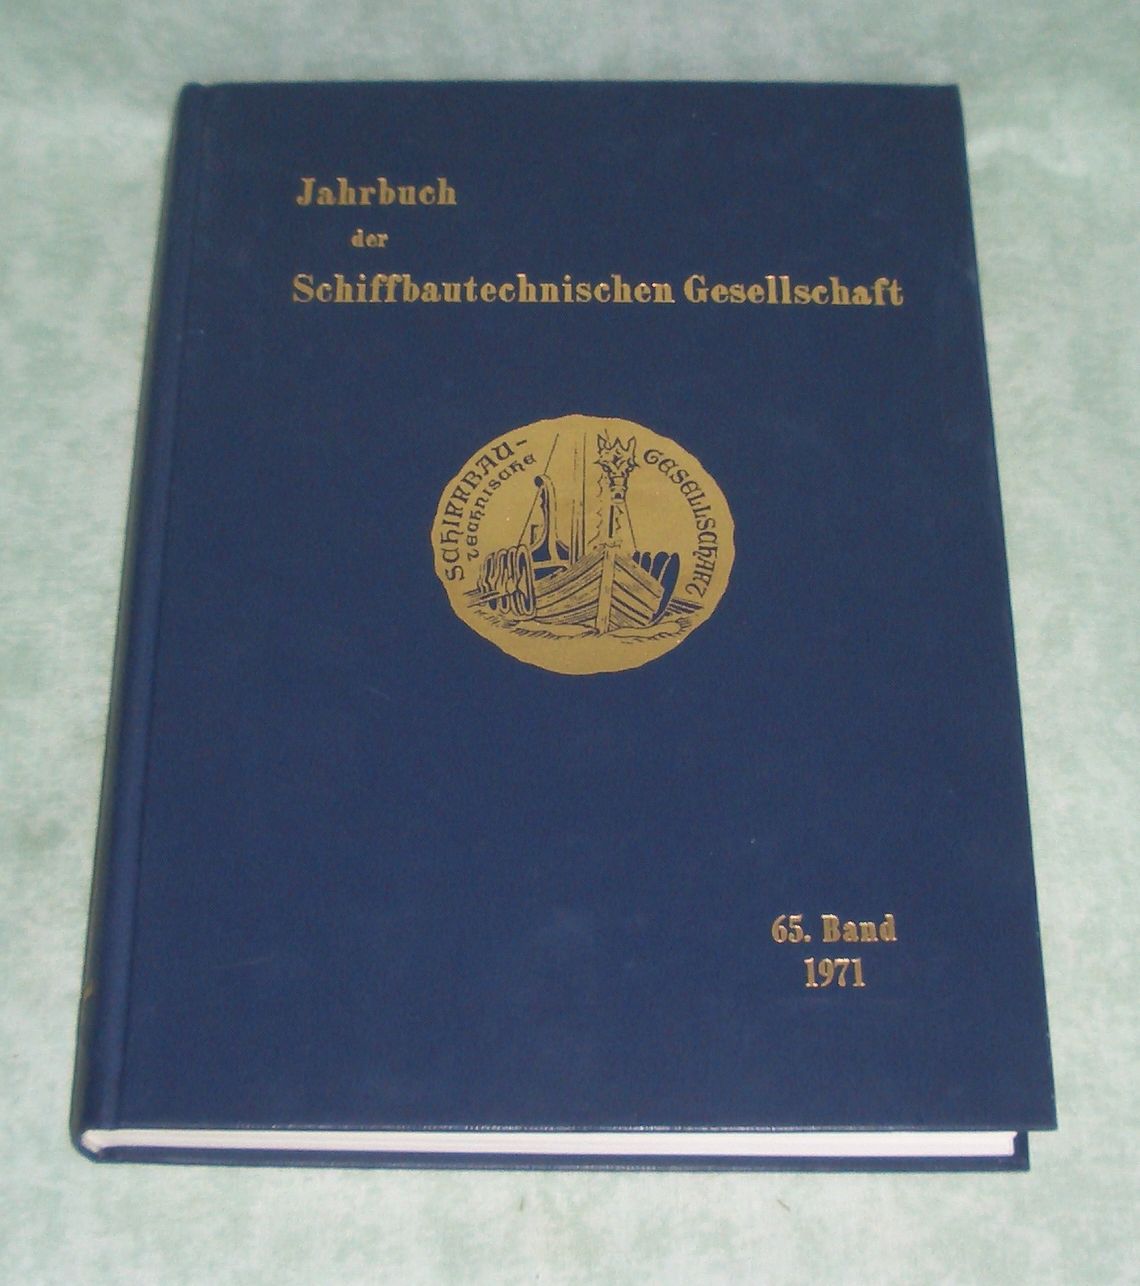 Jahrbuch
der
Schiffbautechnischen Gesellschaft
SCHIFFBAU-
TECHNISCHE
GESELLSCHAFT
65. Band
1971